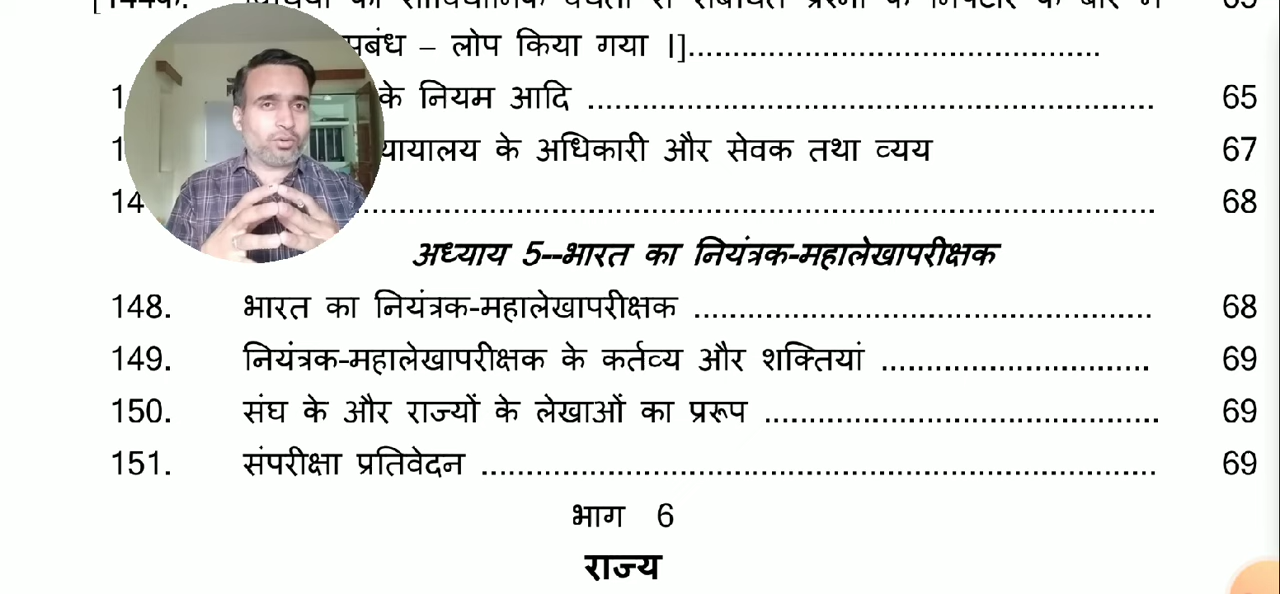 पबंध – लोप किया गया ।]..............................................
के नियम आदि ............................................................... 65
यायालय के अधिकारी और सेवक तथा व्यय 67
14 ......................................................................................... 68
अध्याय 5--भारत का नियंत्रक-महालेखापरीक्षक
148. भारत का नियंत्रक-महालेखापरीक्षक ................................................... 68
149. नियंत्रक-महालेखापरीक्षक के कर्तव्य और शक्तियां .............................. 69
150. संघ के और राज्यों के लेखाओं का प्ररूप ............................................ 69
151. संपरीक्षा प्रतिवेदन ........................................................................... 69
भाग 6
राज्य